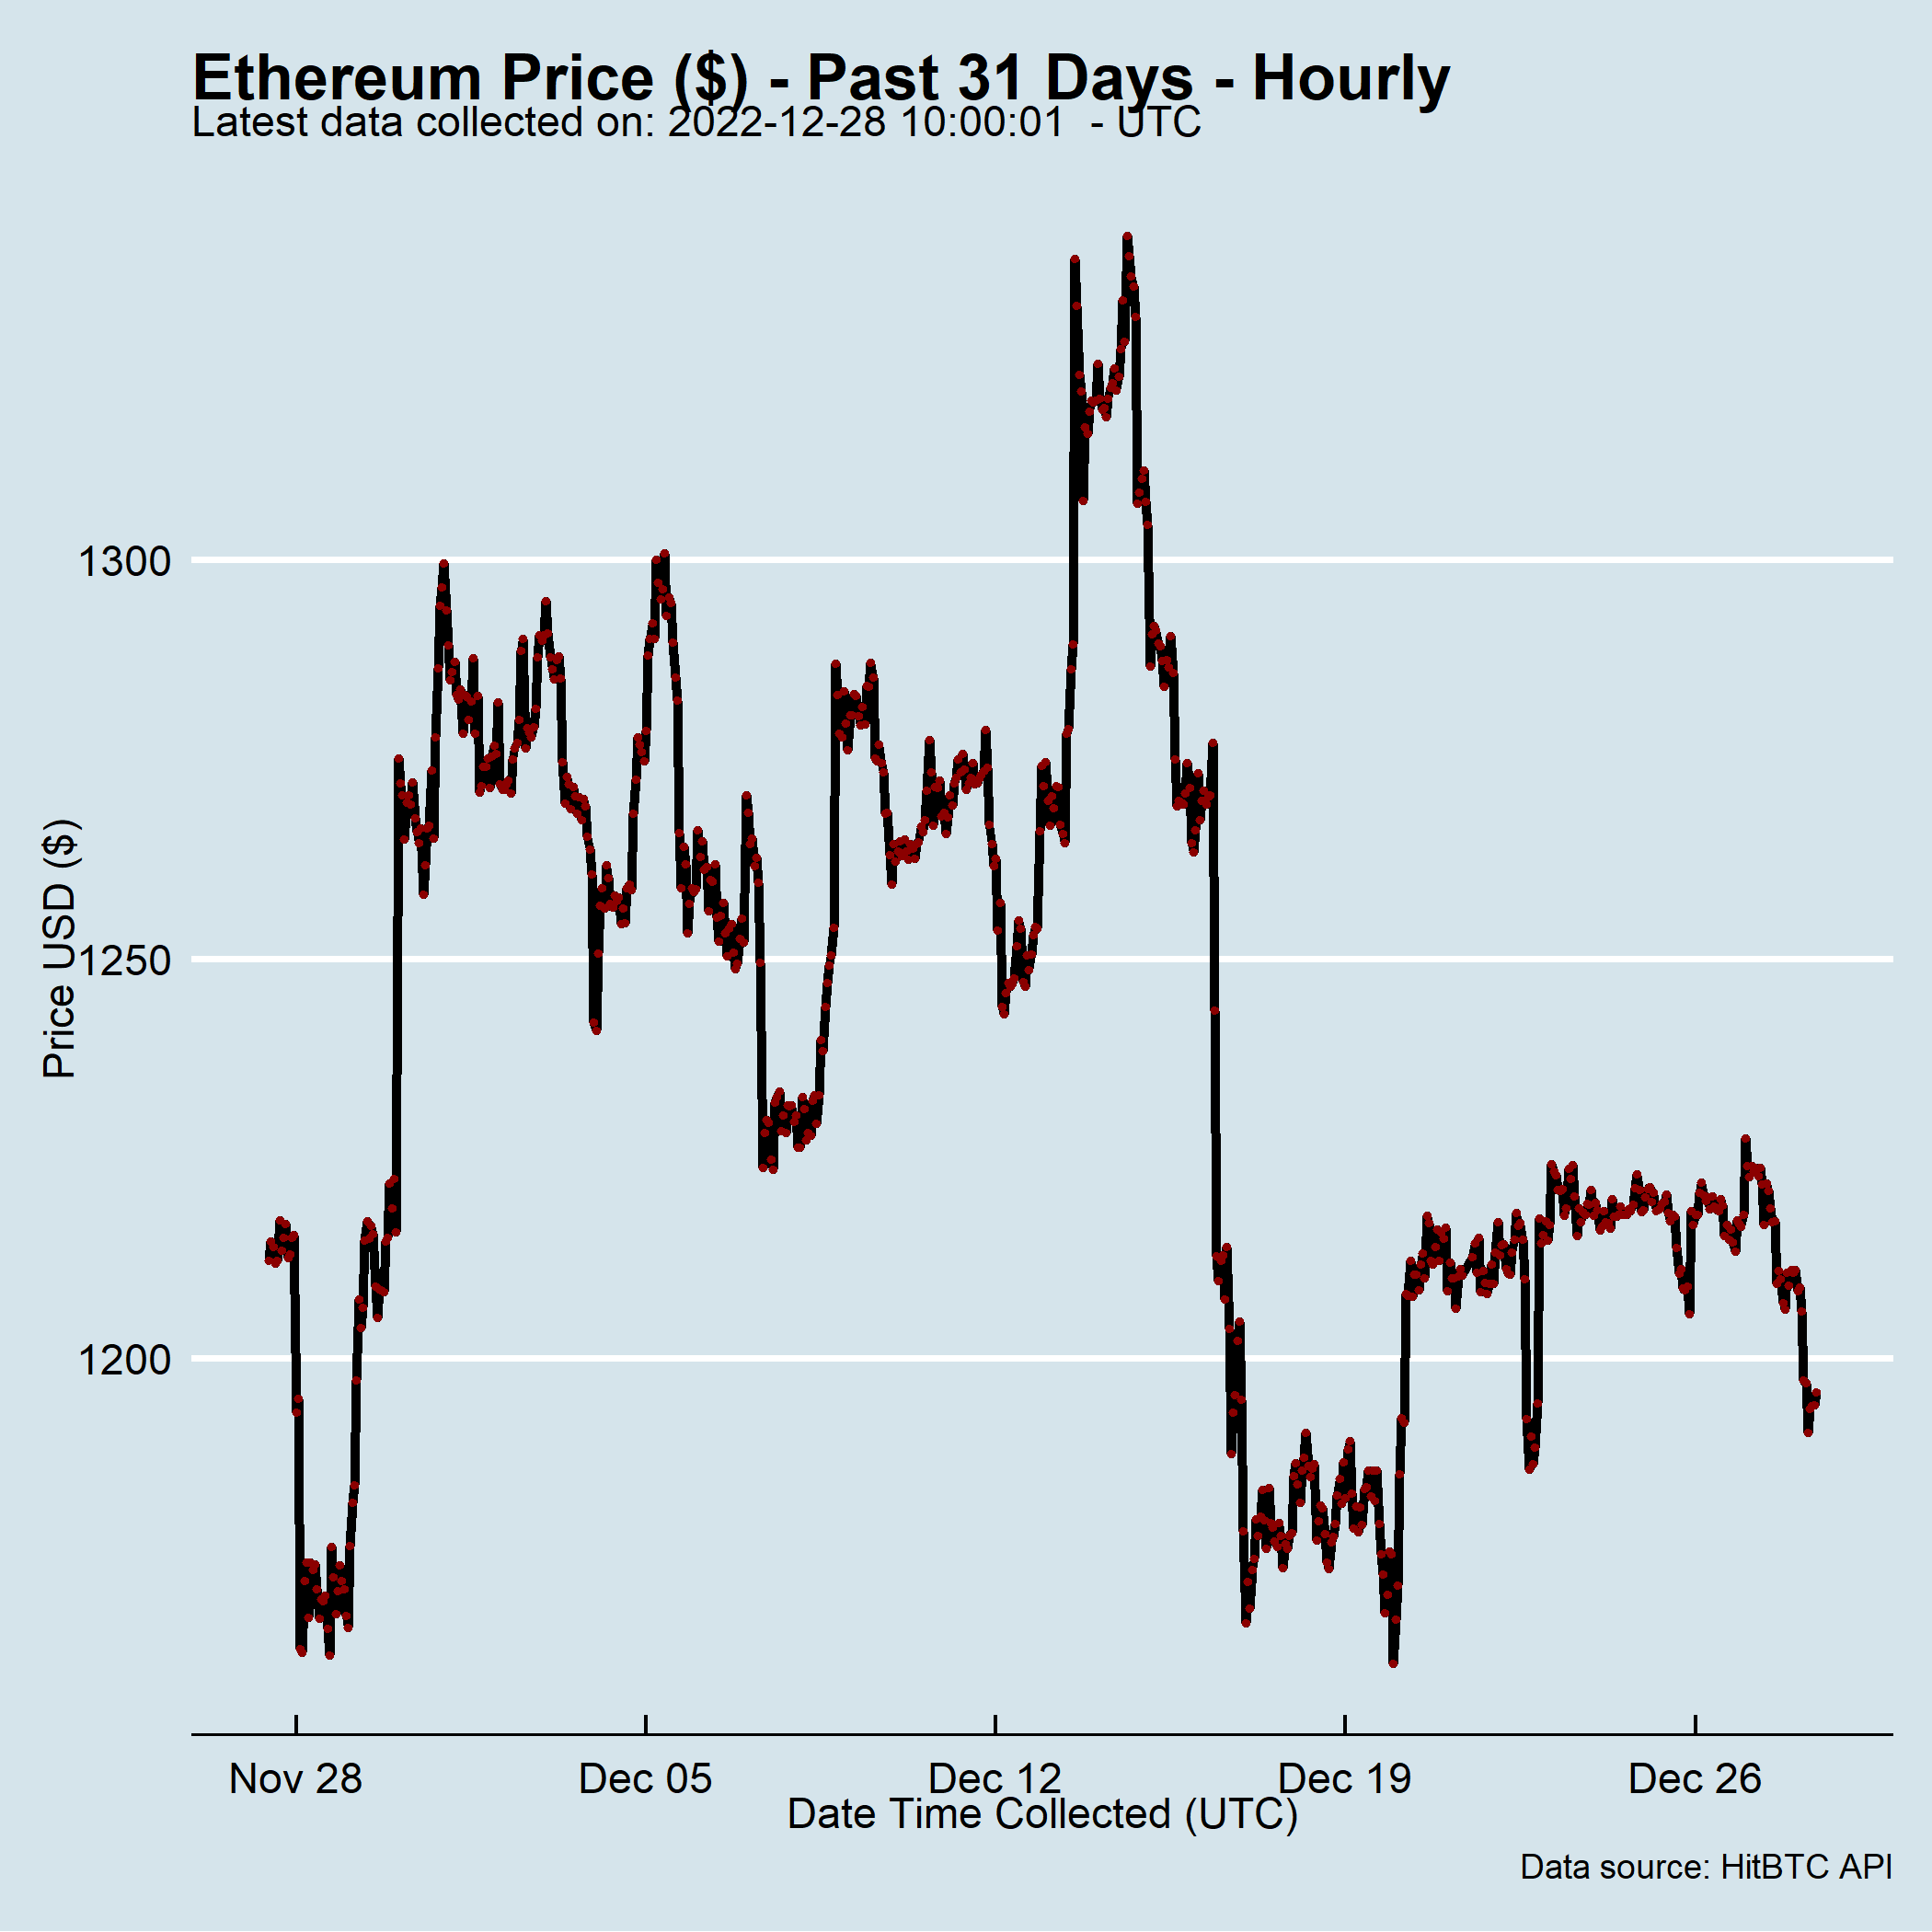 Ethereum Price ($) - Past 31 Days - Hourly
Latest data collected on: 2022-12-28 10:00:01  - UTC
Price USD ($)
1300
1250
1200
Nov 28
Dec 05
Dec 12
Dec 19
Dec 26
Date Time Collected (UTC)
Data source: HitBTC API